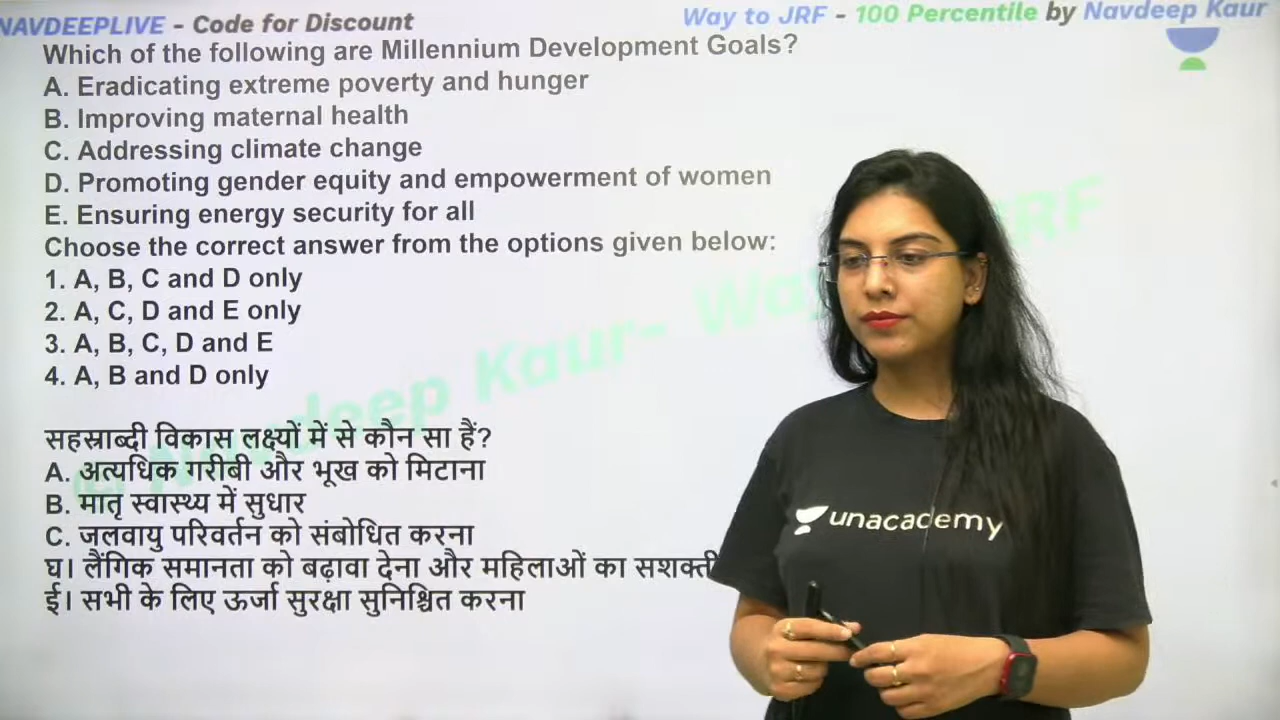 NAVDEEPLIVE - Code for Discount
Way to JRF - 100 Percentile by Navdeep Kaur
Which of the following are Millennium Development Goals?
A. Eradicating extreme poverty and hunger
B. Improving maternal health
C. Addressing climate change
D. Promoting gender equity and empowerment of women
E. Ensuring energy security for all
Choose the correct answer from the options given below:
1. A, B, C and D only
2. A, C, D and E only
3. A, B, C, D and E
4. A, B and D only
सहस्राब्दी विकास लक्ष्यों में से कौन सा हैं?
A. अत्यधिक गरीबी और भूख को मिटाना
B. मातृ स्वास्थ्य में सुधार
C. जलवायु परिवर्तन को संबोधित करना
घ। लैंगिक समानता को बढ़ावा देना और महिलाओं का
ई। सभी के लिए ऊर्जा सुरक्षा सुनिश्चित करना
© Navdeep Kaur- Way JRF
unacademy